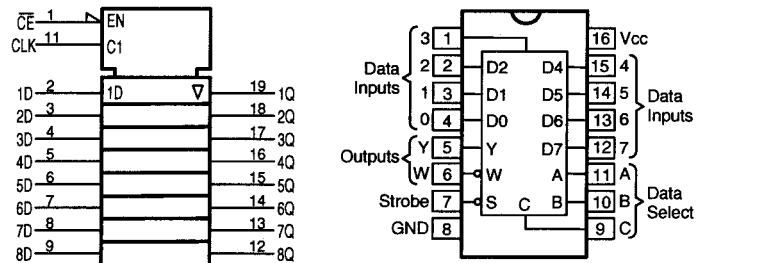 CE 1 EN
CLK 11 C1
1D 2 1D ▽ 19 1Q
2D 3 18 2Q
3D 4 17 3Q
4D 5 16 4Q
5D 6 15 5Q
6D 7 14 6Q
7D 8 13 7Q
8D 9 12 8Q
3 1 16 Vcc
Data Inputs
2 2 D2 D4 15 4
1 3 D1 D5 14 5
0 4 D0 D6 13 6
Data Inputs
Outputs
Y 5 Y D7 12 7
W 6 W A 11 A
Strobe 7 S C B 10 B
Data Select
GND 8 9 C